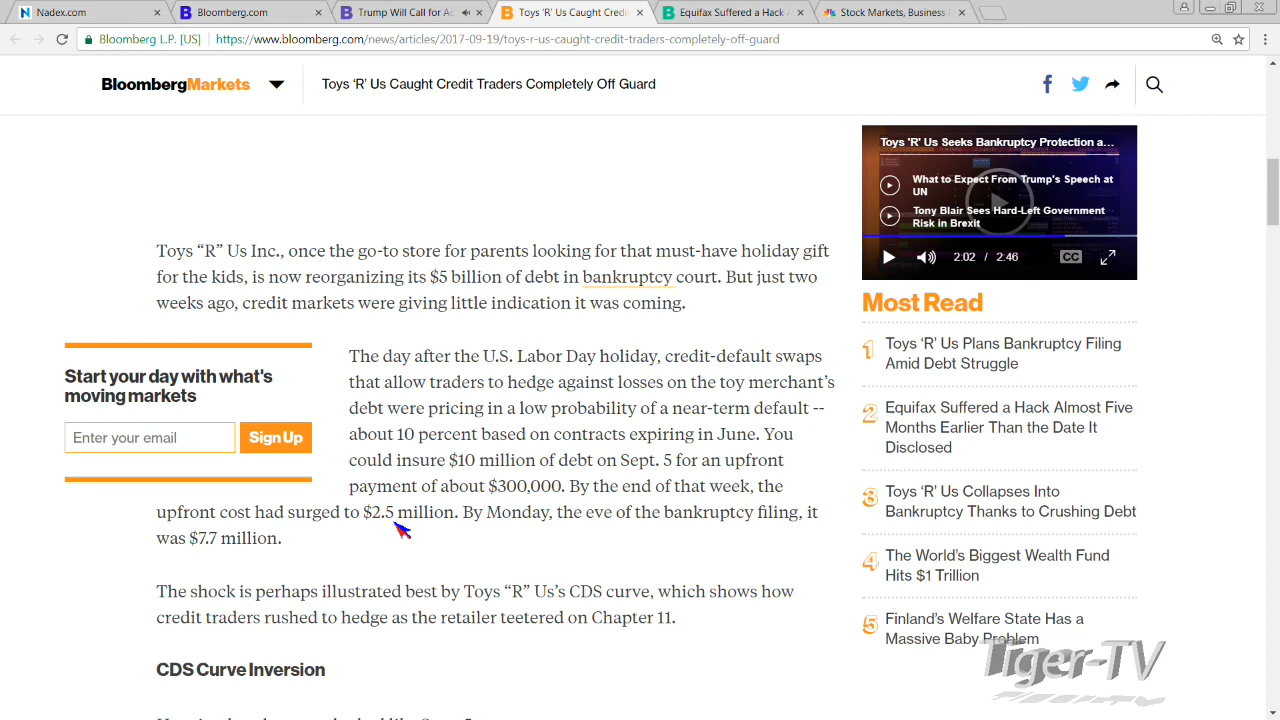 Nadex.com
Bloomberg.com
Trump Will Call for Ac
Toys 'R' Us Caught Credi
Equifax Suffered a Hack A
Stock Markets, Business
Bloomberg L.P. [US]
https://www.bloomberg.com/news/articles/2017-09-19/toys-r-us-caught-credit-traders-completely-off-guard
BloombergMarkets
Toys ‘R’ Us Caught Credit Traders Completely Off Guard
Toys “R” Us Inc., once the go-to store for parents looking for that must-have holiday gift
for the kids, is now reorganizing its $5 billion of debt in bankruptcy court. But just two
weeks ago, credit markets were giving little indication it was coming.
Start your day with what's
moving markets
Enter your email
Sign Up
The day after the U.S. Labor Day holiday, credit-default swaps
that allow traders to hedge against losses on the toy merchant’s
debt were pricing in a low probability of a near-term default --
about 10 percent based on contracts expiring in June. You
could insure $10 million of debt on Sept. 5 for an upfront
payment of about $300,000. By the end of that week, the
upfront cost had surged to $2.5 million. By Monday, the eve of the bankruptcy filing, it
was $7.7 million.
The shock is perhaps illustrated best by Toys “R” Us’s CDS curve, which shows how
credit traders rushed to hedge as the retailer teetered on Chapter 11.
CDS Curve Inversion
Toys 'R' Us Seeks Bankruptcy Protection a...
What to Expect From Trump's Speech at
UN
Tony Blair Sees Hard-Left Government
Risk in Brexit
2:02 / 2:46
CC
Most Read
1
Toys ‘R’ Us Plans Bankruptcy Filing
Amid Debt Struggle
2
Equifax Suffered a Hack Almost Five
Months Earlier Than the Date It
Disclosed
3
Toys ‘R’ Us Collapses Into
Bankruptcy Thanks to Crushing Debt
4
The World’s Biggest Wealth Fund
Hits $1 Trillion
5
Finland’s Welfare State Has a
Massive Baby Problem
Tiger-TV